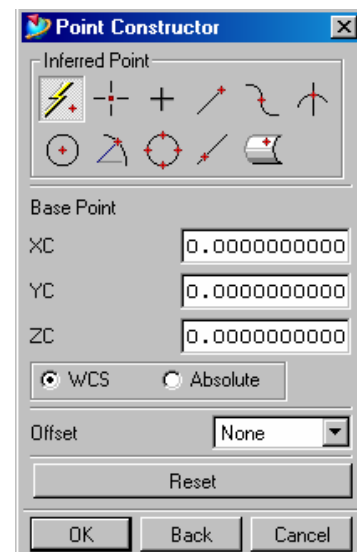 Point Constructor
Inferred Point
Base Point
XC 0.0000000000
YC 0.0000000000
ZC 0.0000000000
WCS Absolute
Offset None
Reset
OK Back Cancel